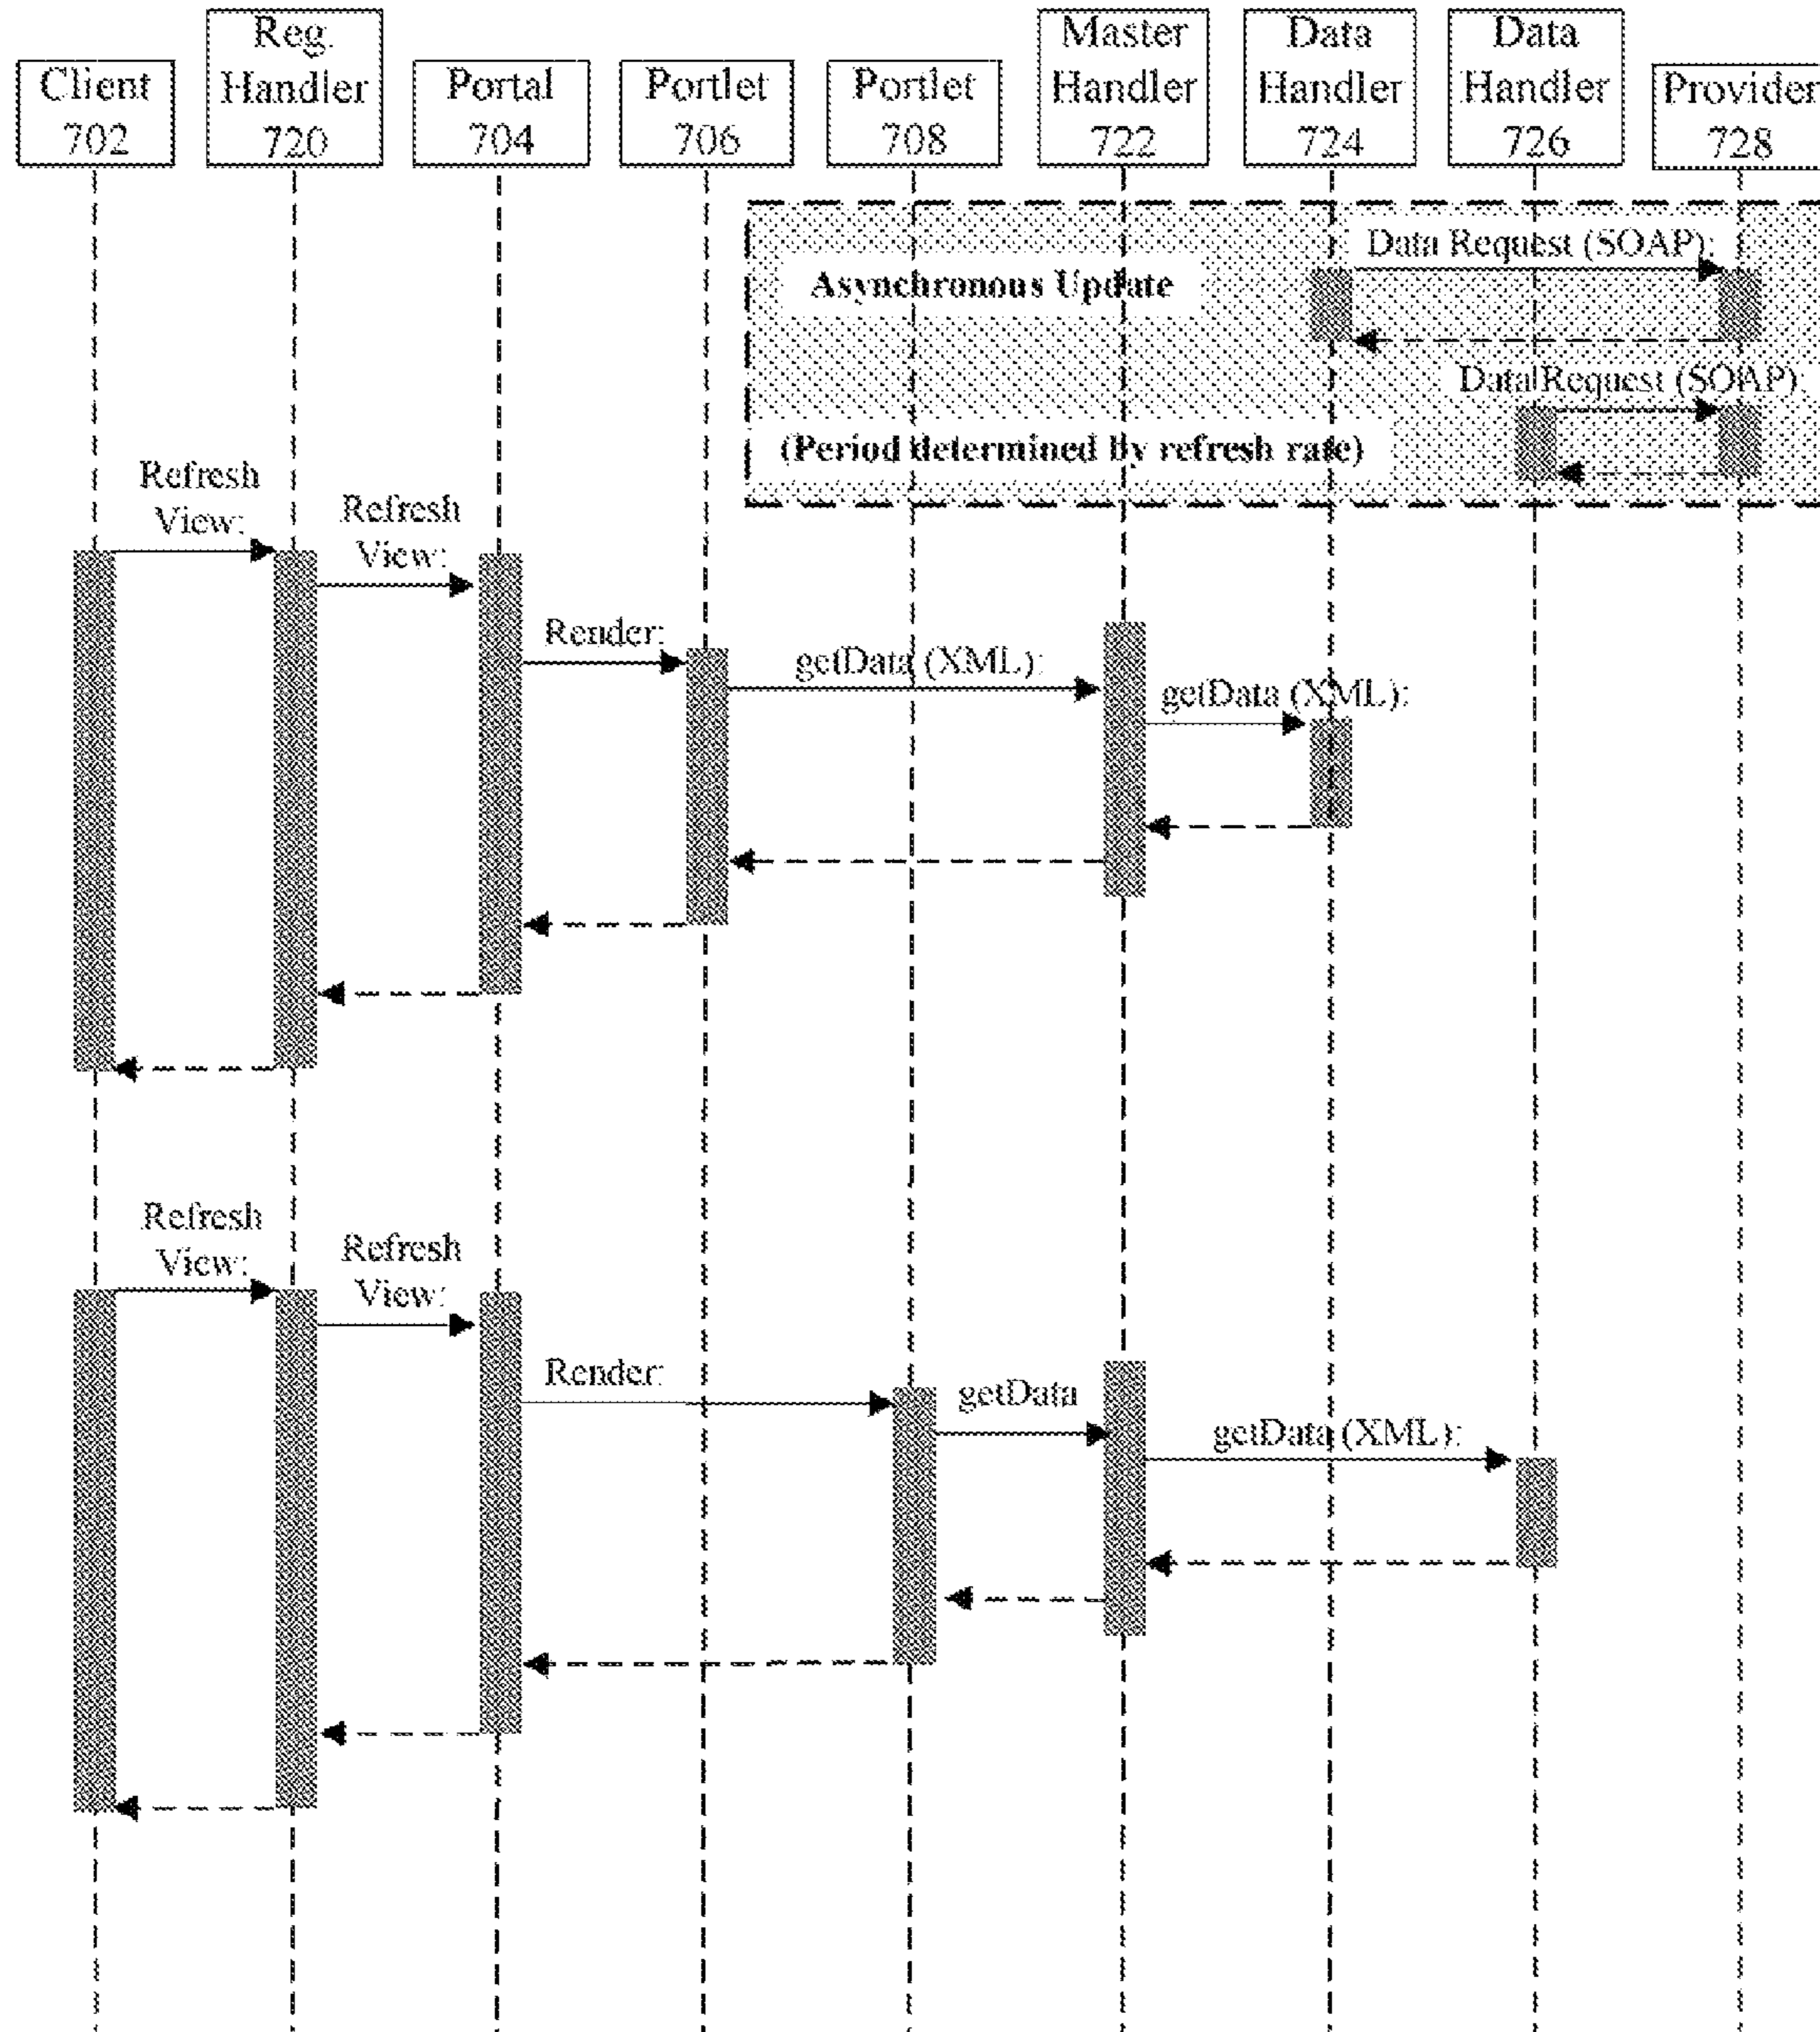 Client
702
Reg.
Handler
720
Portal
704
Portlet
706
Portlet
708
Master
Handler
722
Data
Handler
724
Data
Handler
726
Provider
728
Data Request (SOAP):
Asynchronous Update
Data Request (SOAP):
(Period determined by refresh rate)
Refresh
View:
Refresh
View:
Render:
getData (XML):
getData (XML):
Refresh
View:
Refresh
View:
Render:
getData
getData (XML):